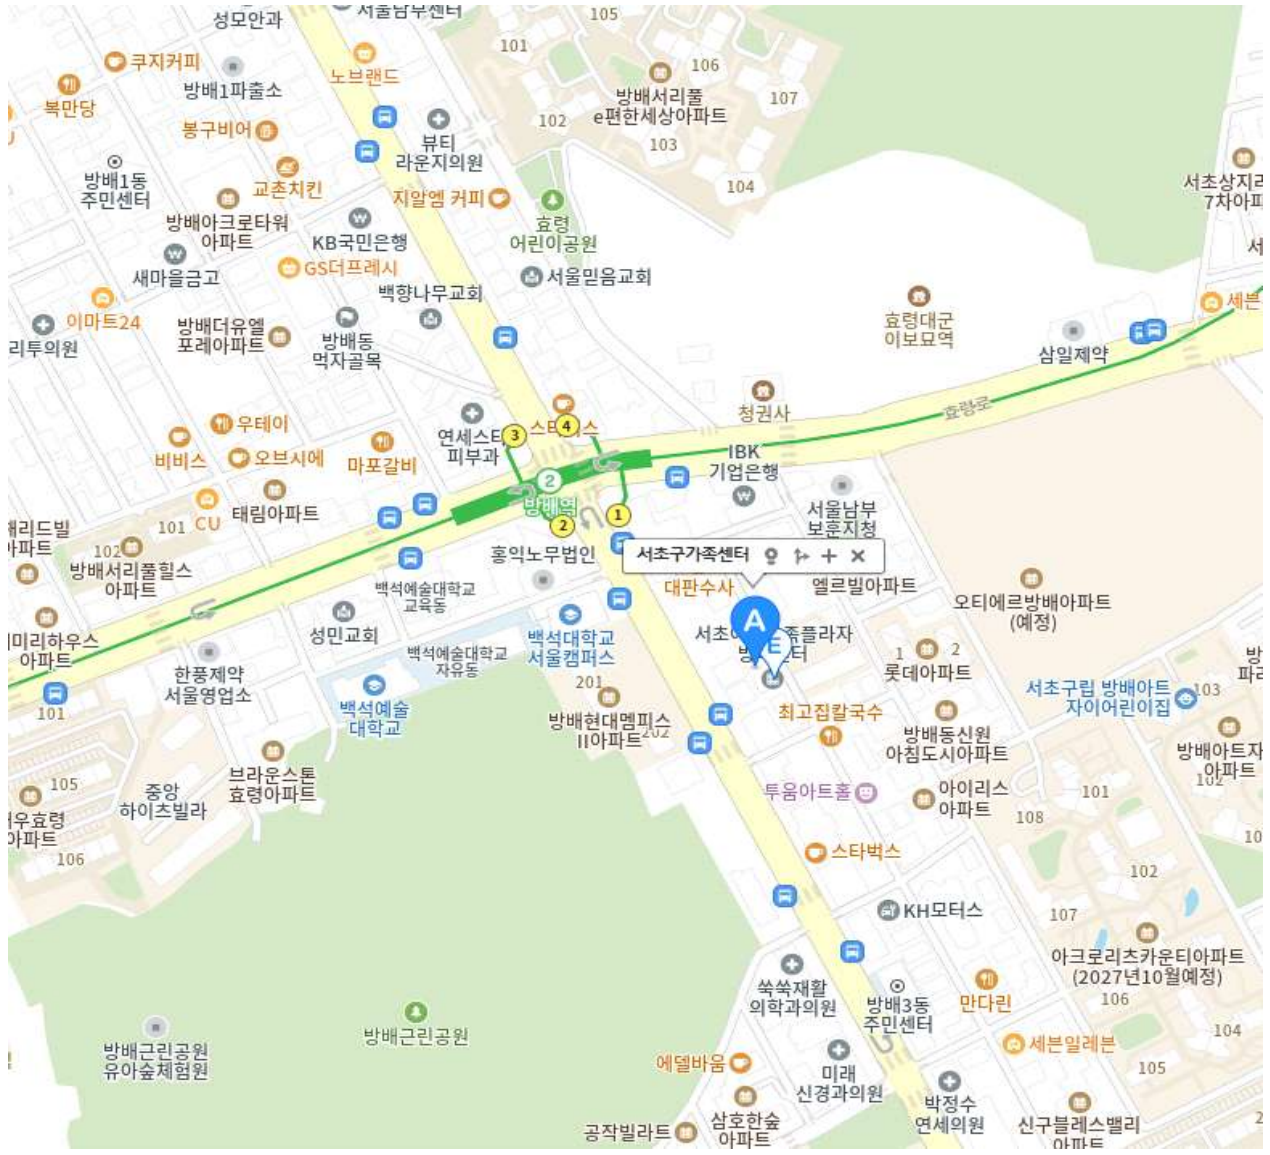 성모안과
서울남부센터
105
101
쿠지커피
노브랜드
106
복만당
방배1파출소
방배서리풀
e편한세상아파트
107
봉구비어
102
뷰티
라운지의원
103
방배1동
주민센터
교촌치킨
지알엠 커피
104
서초상지리
7차아파
방배아크로타워
아파트
KB국민은행
효령
어린이공원
새마을금고
GS더프레시
서울믿음교회
백향나무교회
이마트24
세븐
리투의원
방배더유엘
포레아파트
방배동
먹자골목
효령대군
이보묘역
삼일제약
청권사
효령로
우테이
연세스타
피부과
3
4
비비스
오브시에
마포갈비
IBK
기업은행
2
방배역
CU
태림아파트
1
2
서울남부
보훈지청
101
102
해리드빌
아파트
방배서리풀힐스
아파트
홍익노무법인
서초구가족센터
백석예술대학교
교육동
대판수사
엘르빌아파트
오티에르방배아파트
(예정)
성민교회
백석대학교
서울캠퍼스
A
E
미리하우스
아파트
한풍제약
서울영업소
백석예술대학교
자유동
1
2
롯데아파트
201
서초구립 방배아트
자이어린이집
103
101
백석예술
대학교
방배현대멤피스
II아파트
202
최고집칼국수
방배동신원
아침도시아파트
방배아트자
아파트
102
브라운스톤
효령아파트
105
중앙
하이츠빌라
투움아트홀
아이리스
아파트
101
108
우효령
아파트
106
스타벅스
102
KH모터스
107
아크로리츠카운티아파트
(2027년10월예정)
쑥쑥재활
의학과의원
방배3동
주민센터
만다린
106
방배근린공원
104
방배근린공원
유아숲체험원
에델바움
미래
신경과의원
세븐일레븐
105
박정수
연세의원
공작빌라트
삼호한숲
아파트
신구블레스밸리
아파트